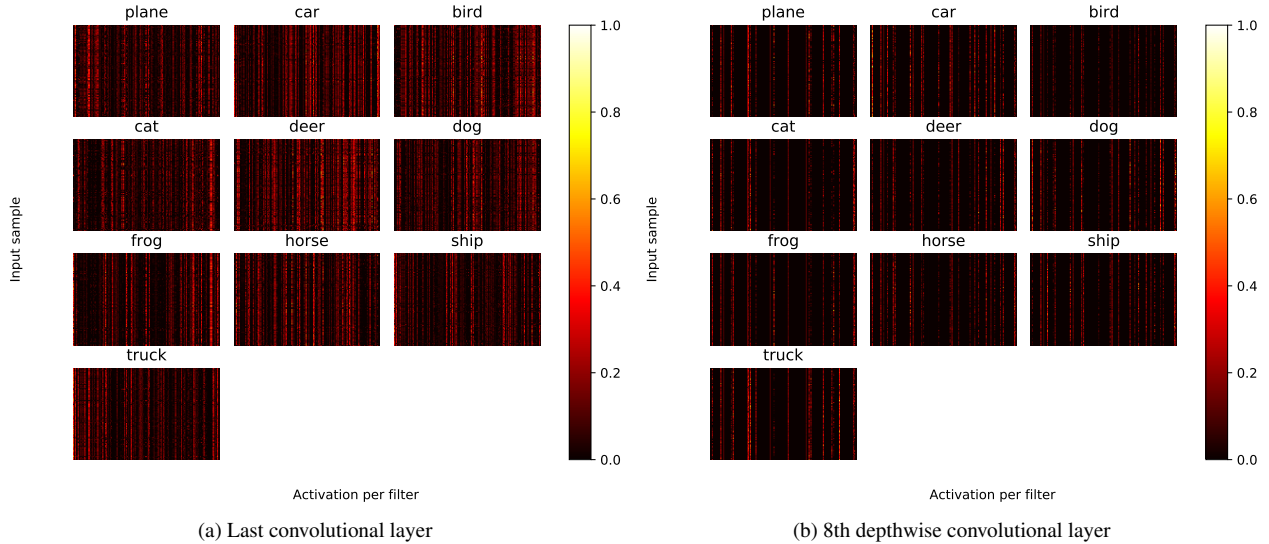 plane car bird
1.0
cat deer dog
0.8
frog horse ship
0.6
truck
0.4
0.2
0.0
Input sample
Activation per filter
(a) Last convolutional layer
plane car bird
1.0
cat deer dog
0.8
frog horse ship
0.6
truck
0.4
0.2
0.0
Input sample
Activation per filter
(b) 8th depthwise convolutional layer